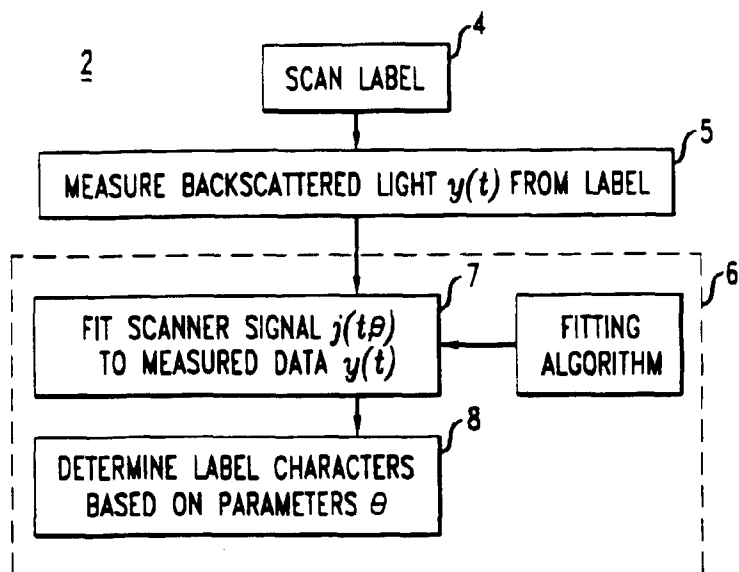 2
4
SCAN LABEL
5
MEASURE BACKSCATTERED LIGHT y(t) FROM LABEL
6
7
FIT SCANNER SIGNAL j(t,θ)
TO MEASURED DATA y(t)
FITTING
ALGORITHM
8
DETERMINE LABEL CHARACTERS
BASED ON PARAMETERS θ